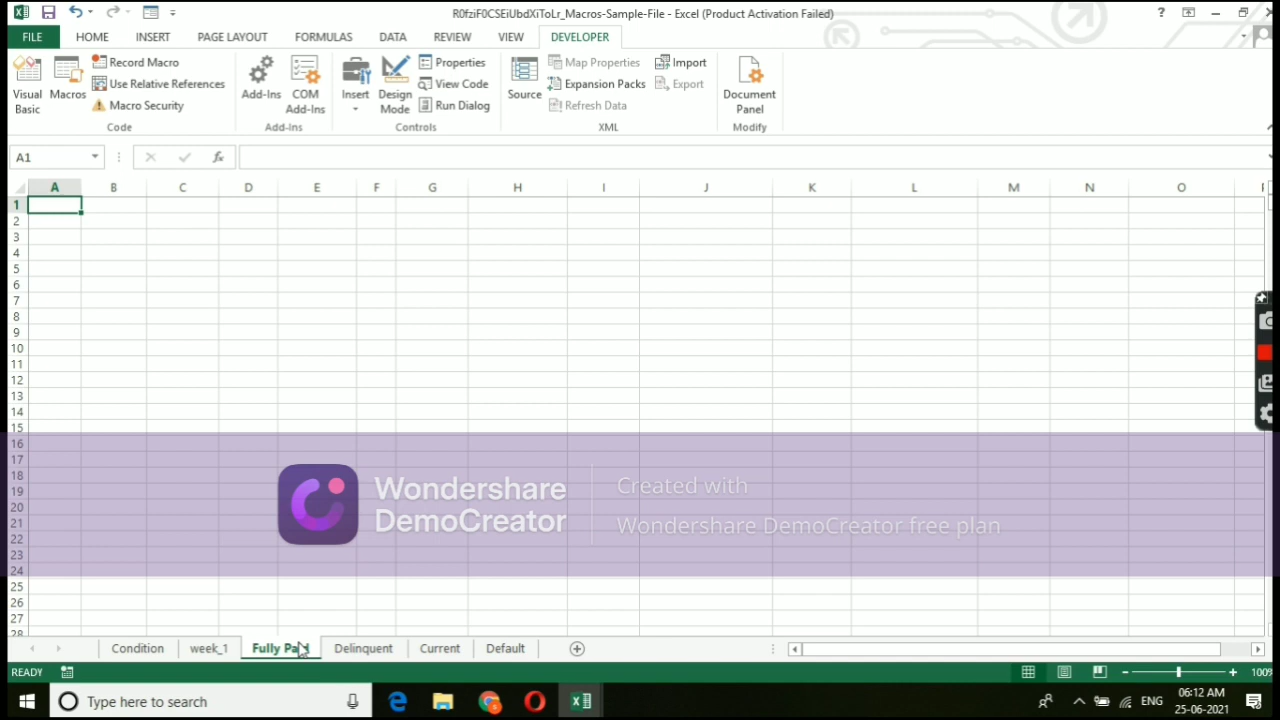 R0fziF0CSEiUbdXiToLr_Macros-Sample-File - Excel (Product Activation Failed)
FILE HOME INSERT PAGE LAYOUT FORMULAS DATA REVIEW VIEW DEVELOPER
Visual Basic
Macros
Record Macro
Use Relative References
Macro Security
Code
Add-Ins
COM Add-Ins
Add-Ins
Insert
Design Mode
Properties
View Code
Run Dialog
Controls
Source
Map Properties
Expansion Packs
Refresh Data
Import
Export
XML
Document Panel
Modify
A1
fx
A B C D E F G H I J K L M N O
1
2
3
4
5
6
7
8
9
10
11
12
13
14
15
16
17
18
19
20
21
22
23
24
25
26
27
28
Wondershare
DemoCreator
Created with
Wondershare DemoCreator free plan
Condition week_1 Fully Paid Delinquent Current Default
READY 100%
Type here to search
ENG
06:12 AM
25-06-2021